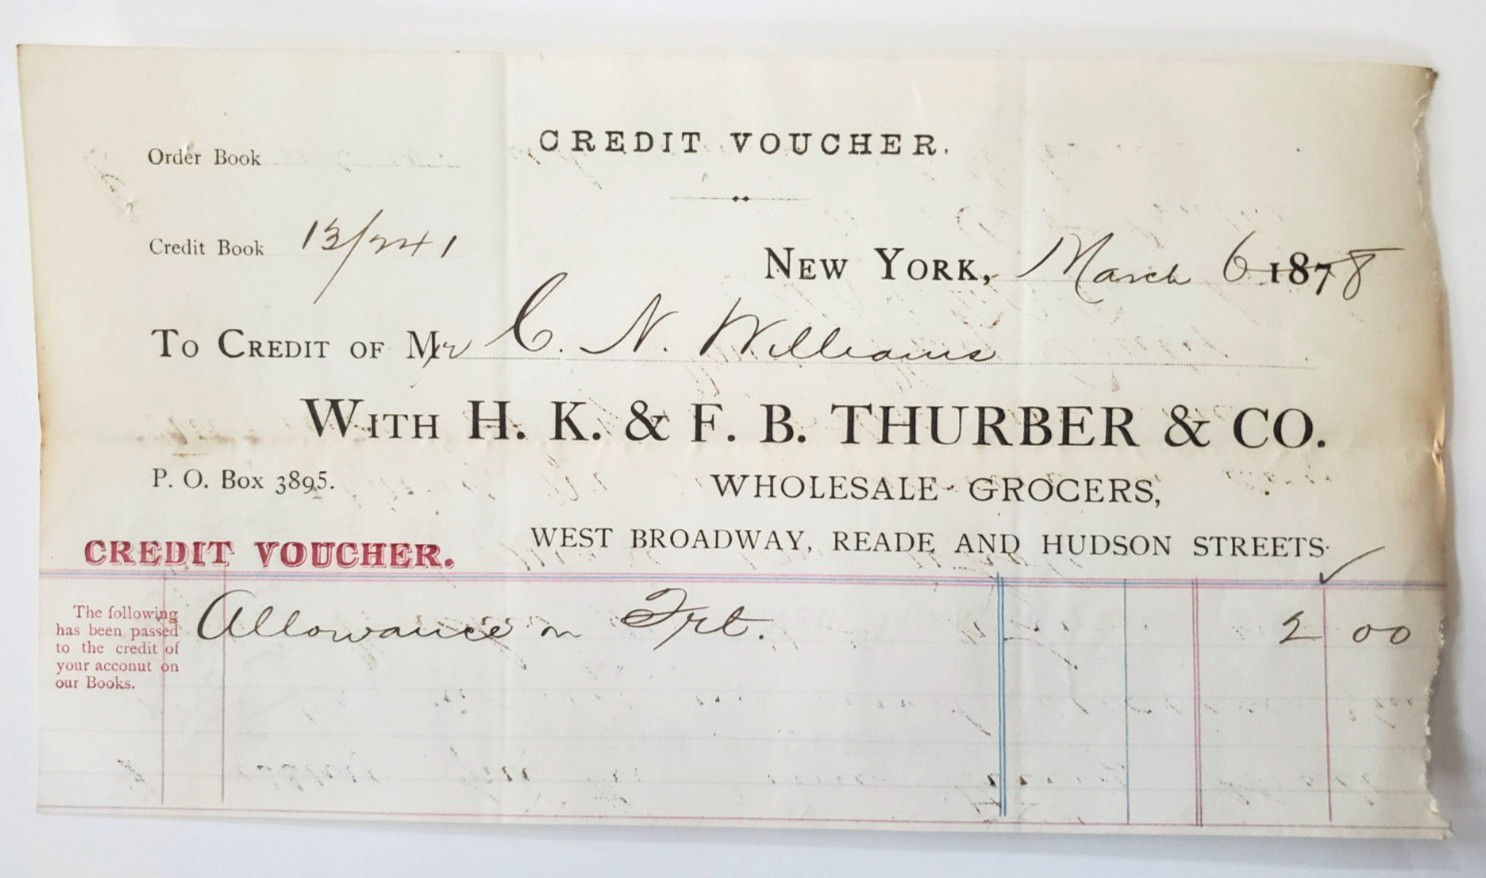 CREDIT VOUCHER.
Order Book
Credit Book 13/241
NEW YORK, March 6 1878
TO CREDIT OF Mr C. N. Williams
WITH H. K. & F. B. THURBER & CO.
P. O. Box 3895.
WHOLESALE GROCERS,
WEST BROADWAY, READE AND HUDSON STREETS.
CREDIT VOUCHER.
The following
has been passed
to the credit of
your acconut on
our Books.
Allowance on Frt. 2 00